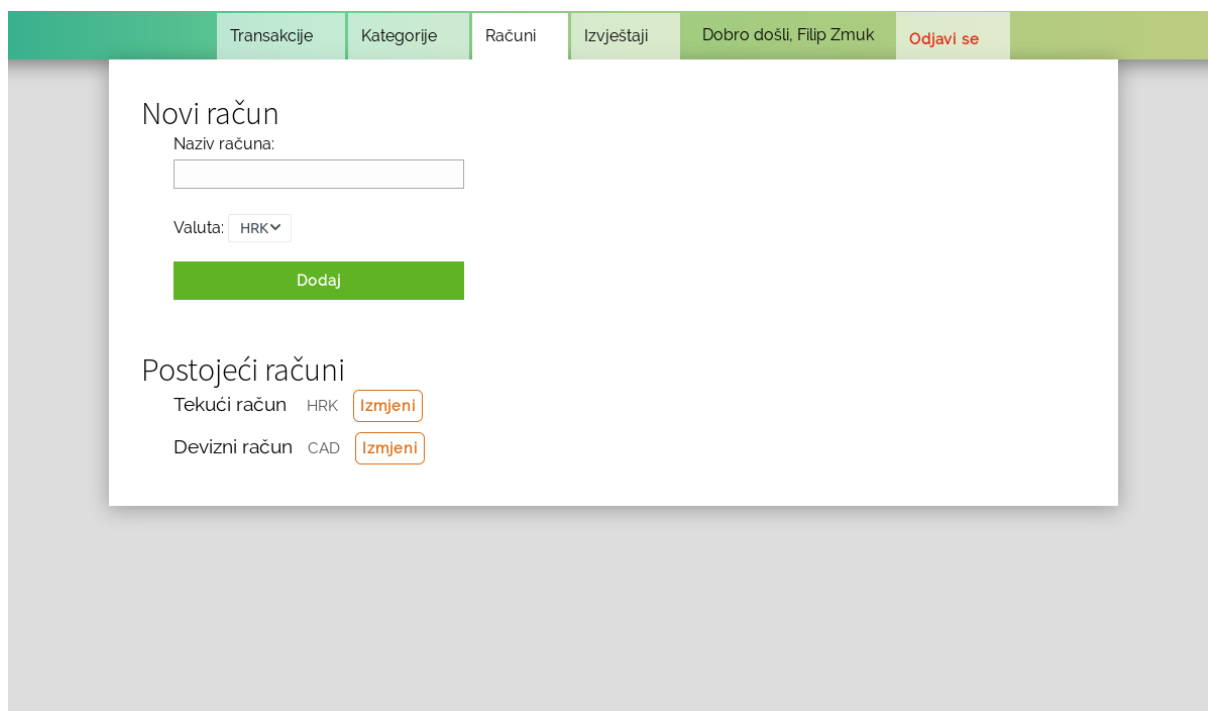 Transakcije Kategorije Računi Izvještaji Dobro došli, Filip Zmuk Odjavi se
Novi račun
Naziv računa:
Valuta: HRK
Dodaj
Postojeći računi
Tekući račun HRK Izmjeni
Devizni račun CAD Izmjeni